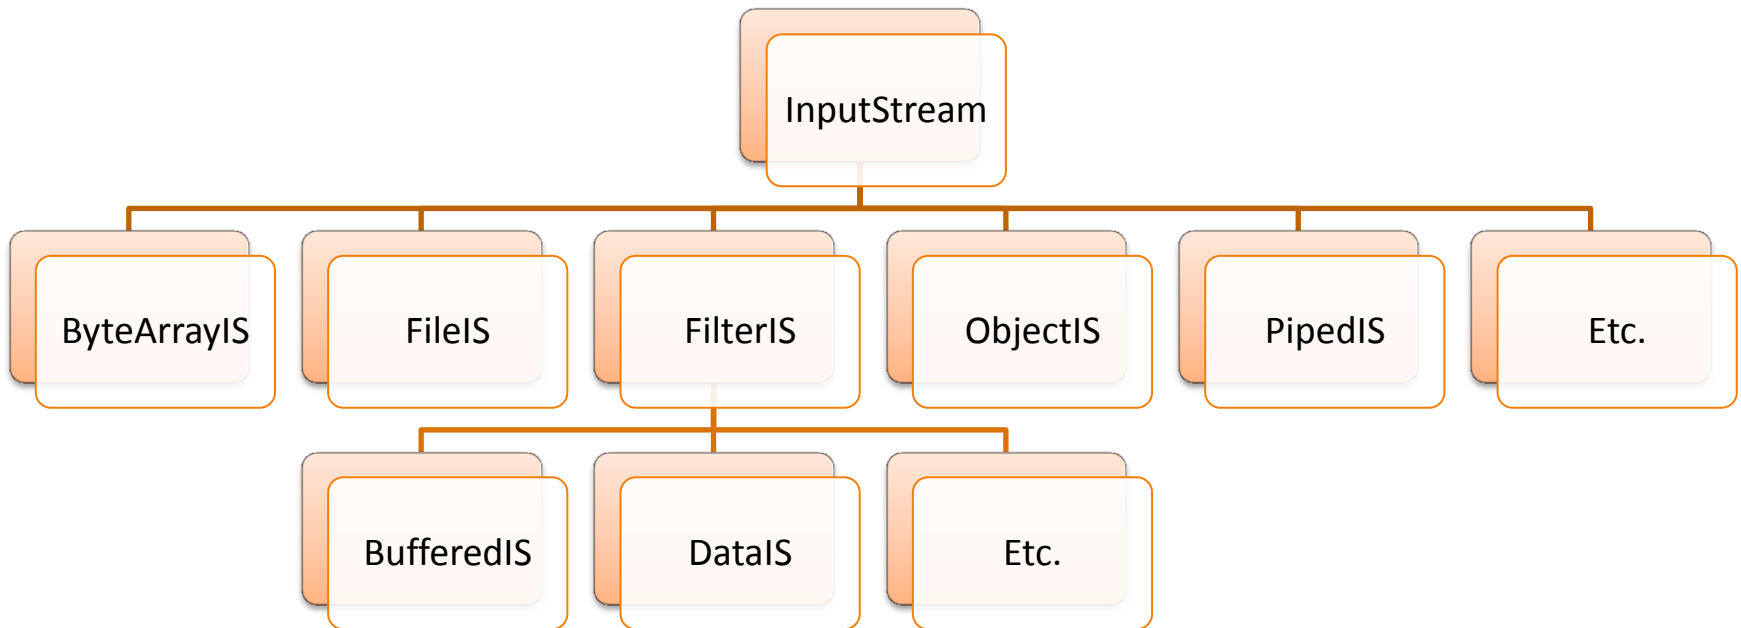 InputStream
ByteArrayIS
FileIS
FilterIS
ObjectIS
PipedIS
Etc.
BufferedIS
DataIS
Etc.